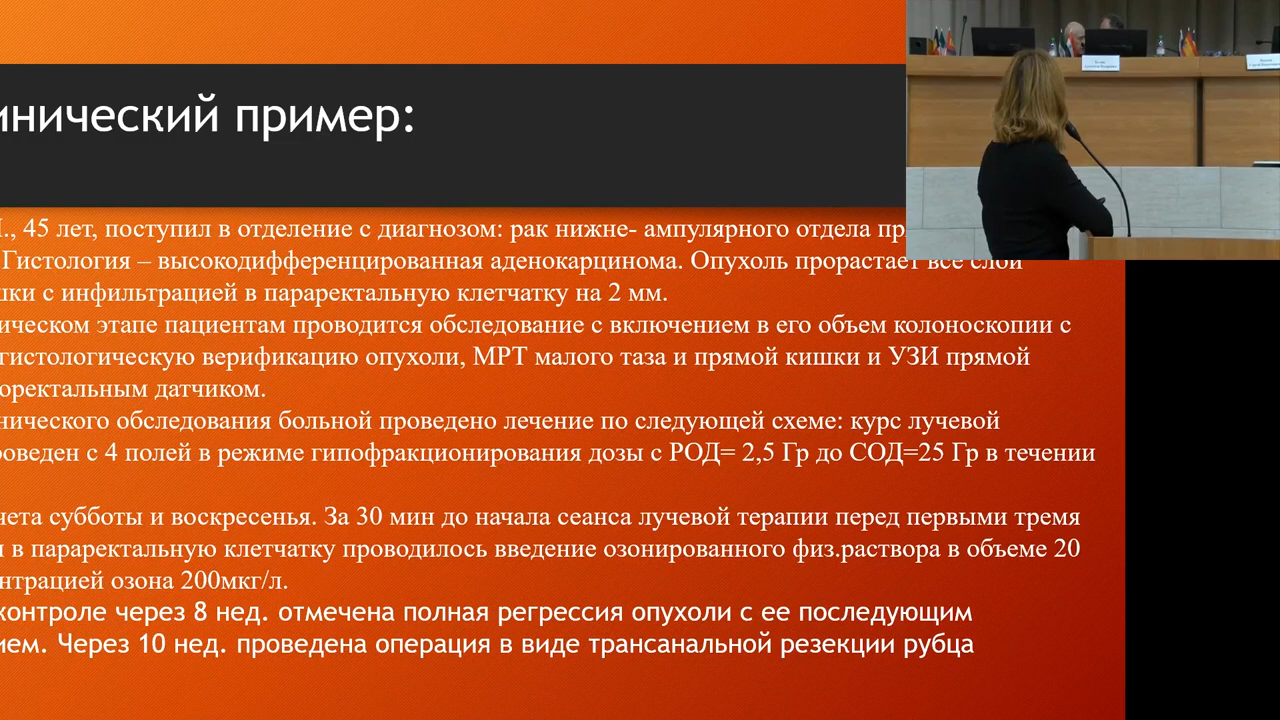 инический пример:
., 45 лет, поступил в отделение с диагнозом: рак нижне- ампулярного отдела пр
Гистология – высокодифференцированная аденокарцинома. Опухоль прорастает все слои
шки с инфильтрацией в параректальную клетчатку на 2 мм.
ическом этапе пациентам проводится обследование с включением в его объем колоноскопии с
гистологическую верификацию опухоли, МРТ малого таза и прямой кишки и УЗИ прямой
оректальным датчиком.
нического обследования больной проведено лечение по следующей схеме: курс лучевой
роведен с 4 полей в режиме гипофракционирования дозы с РОД= 2,5 Гр до СОД=25 Гр в течении
чета субботы и воскресенья. За 30 мин до начала сеанса лучевой терапии перед первыми тремя
и в параректальную клетчатку проводилось введение озонированного физ.раствора в объеме 20
нтрацией озона 200мкг/л.
контроле через 8 нед. отмечена полная регрессия опухоли с ее последующим
ием. Через 10 нед. проведена операция в виде трансанальной резекции рубца